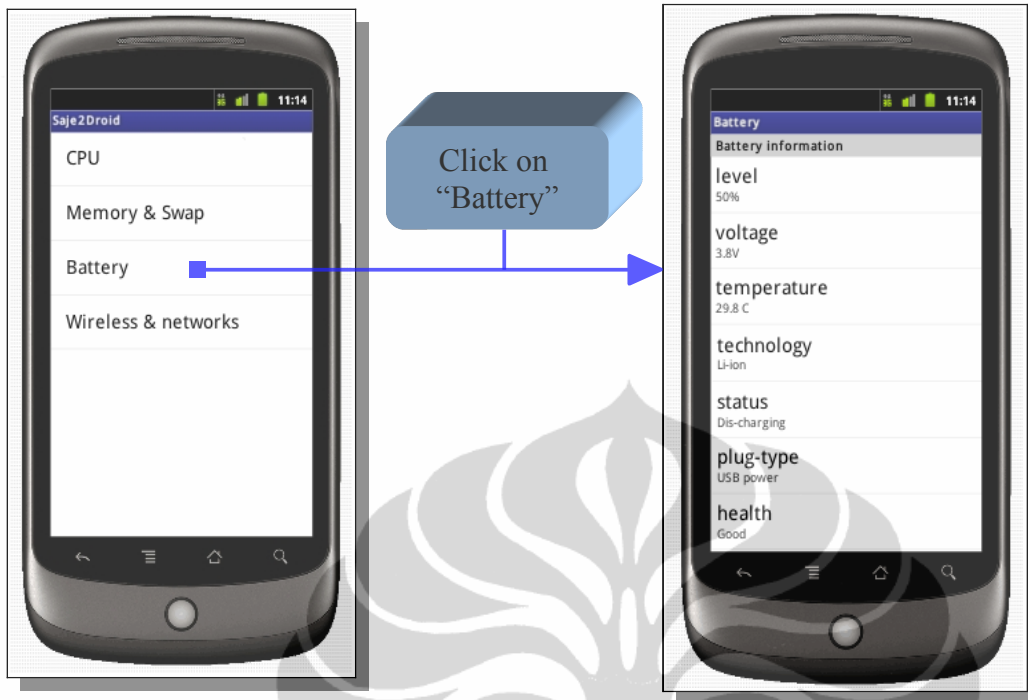 11:14
Saje2Droid
CPU
Memory & Swap
Battery
Wireless & networks
Click on
“Battery”
11:14
Battery
Battery information
level
50%
voltage
3.8V
temperature
29.8 C
technology
Li-ion
status
Dis-charging
plug-type
USB power
health
Good